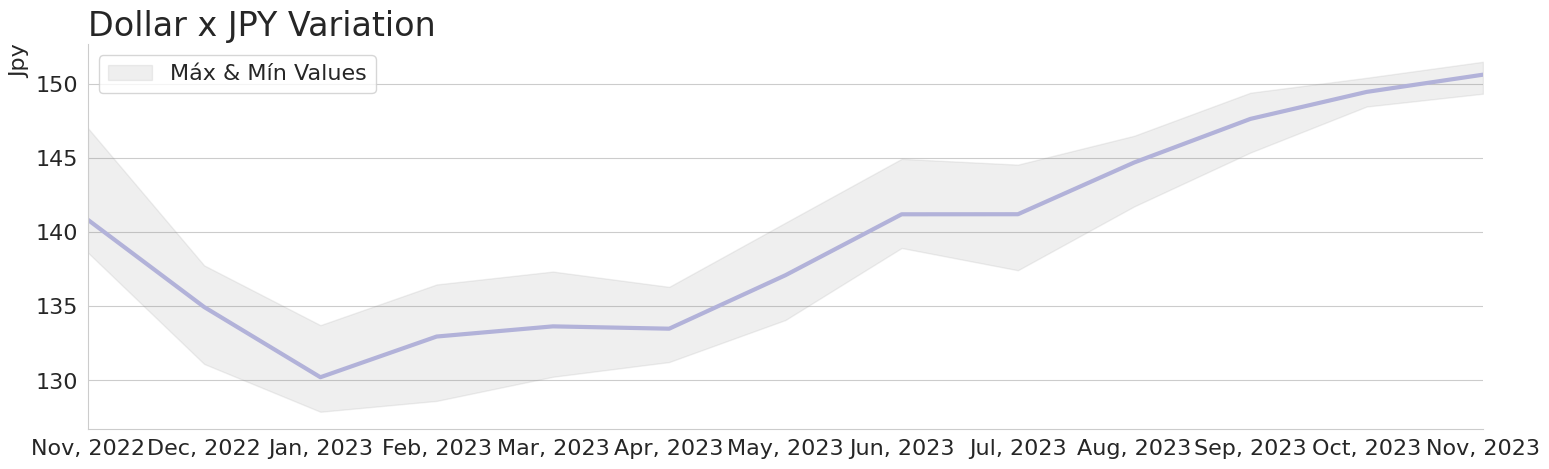 Dollar x JPY Variation
Jpy
Máx & Mín Values
150
145
140
135
130
Nov, 2022 Dec, 2022 Jan, 2023 Feb, 2023 Mar, 2023 Apr, 2023 May, 2023 Jun, 2023 Jul, 2023 Aug, 2023 Sep, 2023 Oct, 2023 Nov, 2023